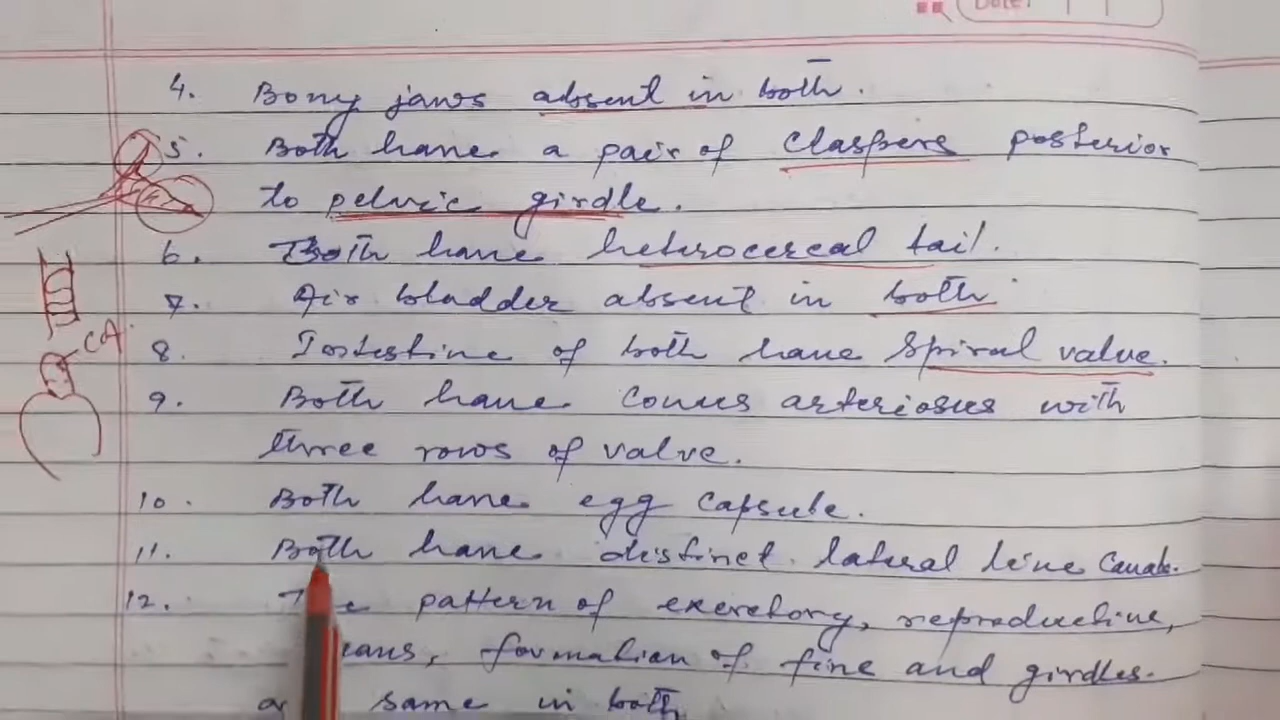 Date:
4. Bony jaws absent in both.
5. Both have a pair of Claspers posterior
to pelvic girdle.
6. Both have heterocercal tail.
7. Air bladder absent in both
CA
8. Intestine of both have Spiral valve.
9. Both have Conus arteriosus with
three rows of valve.
10. Both have egg capsule.
11. Both have distinct lateral line Canals.
12. pattern of excretory, reproductive,
formation of fins and girdles.
same in both